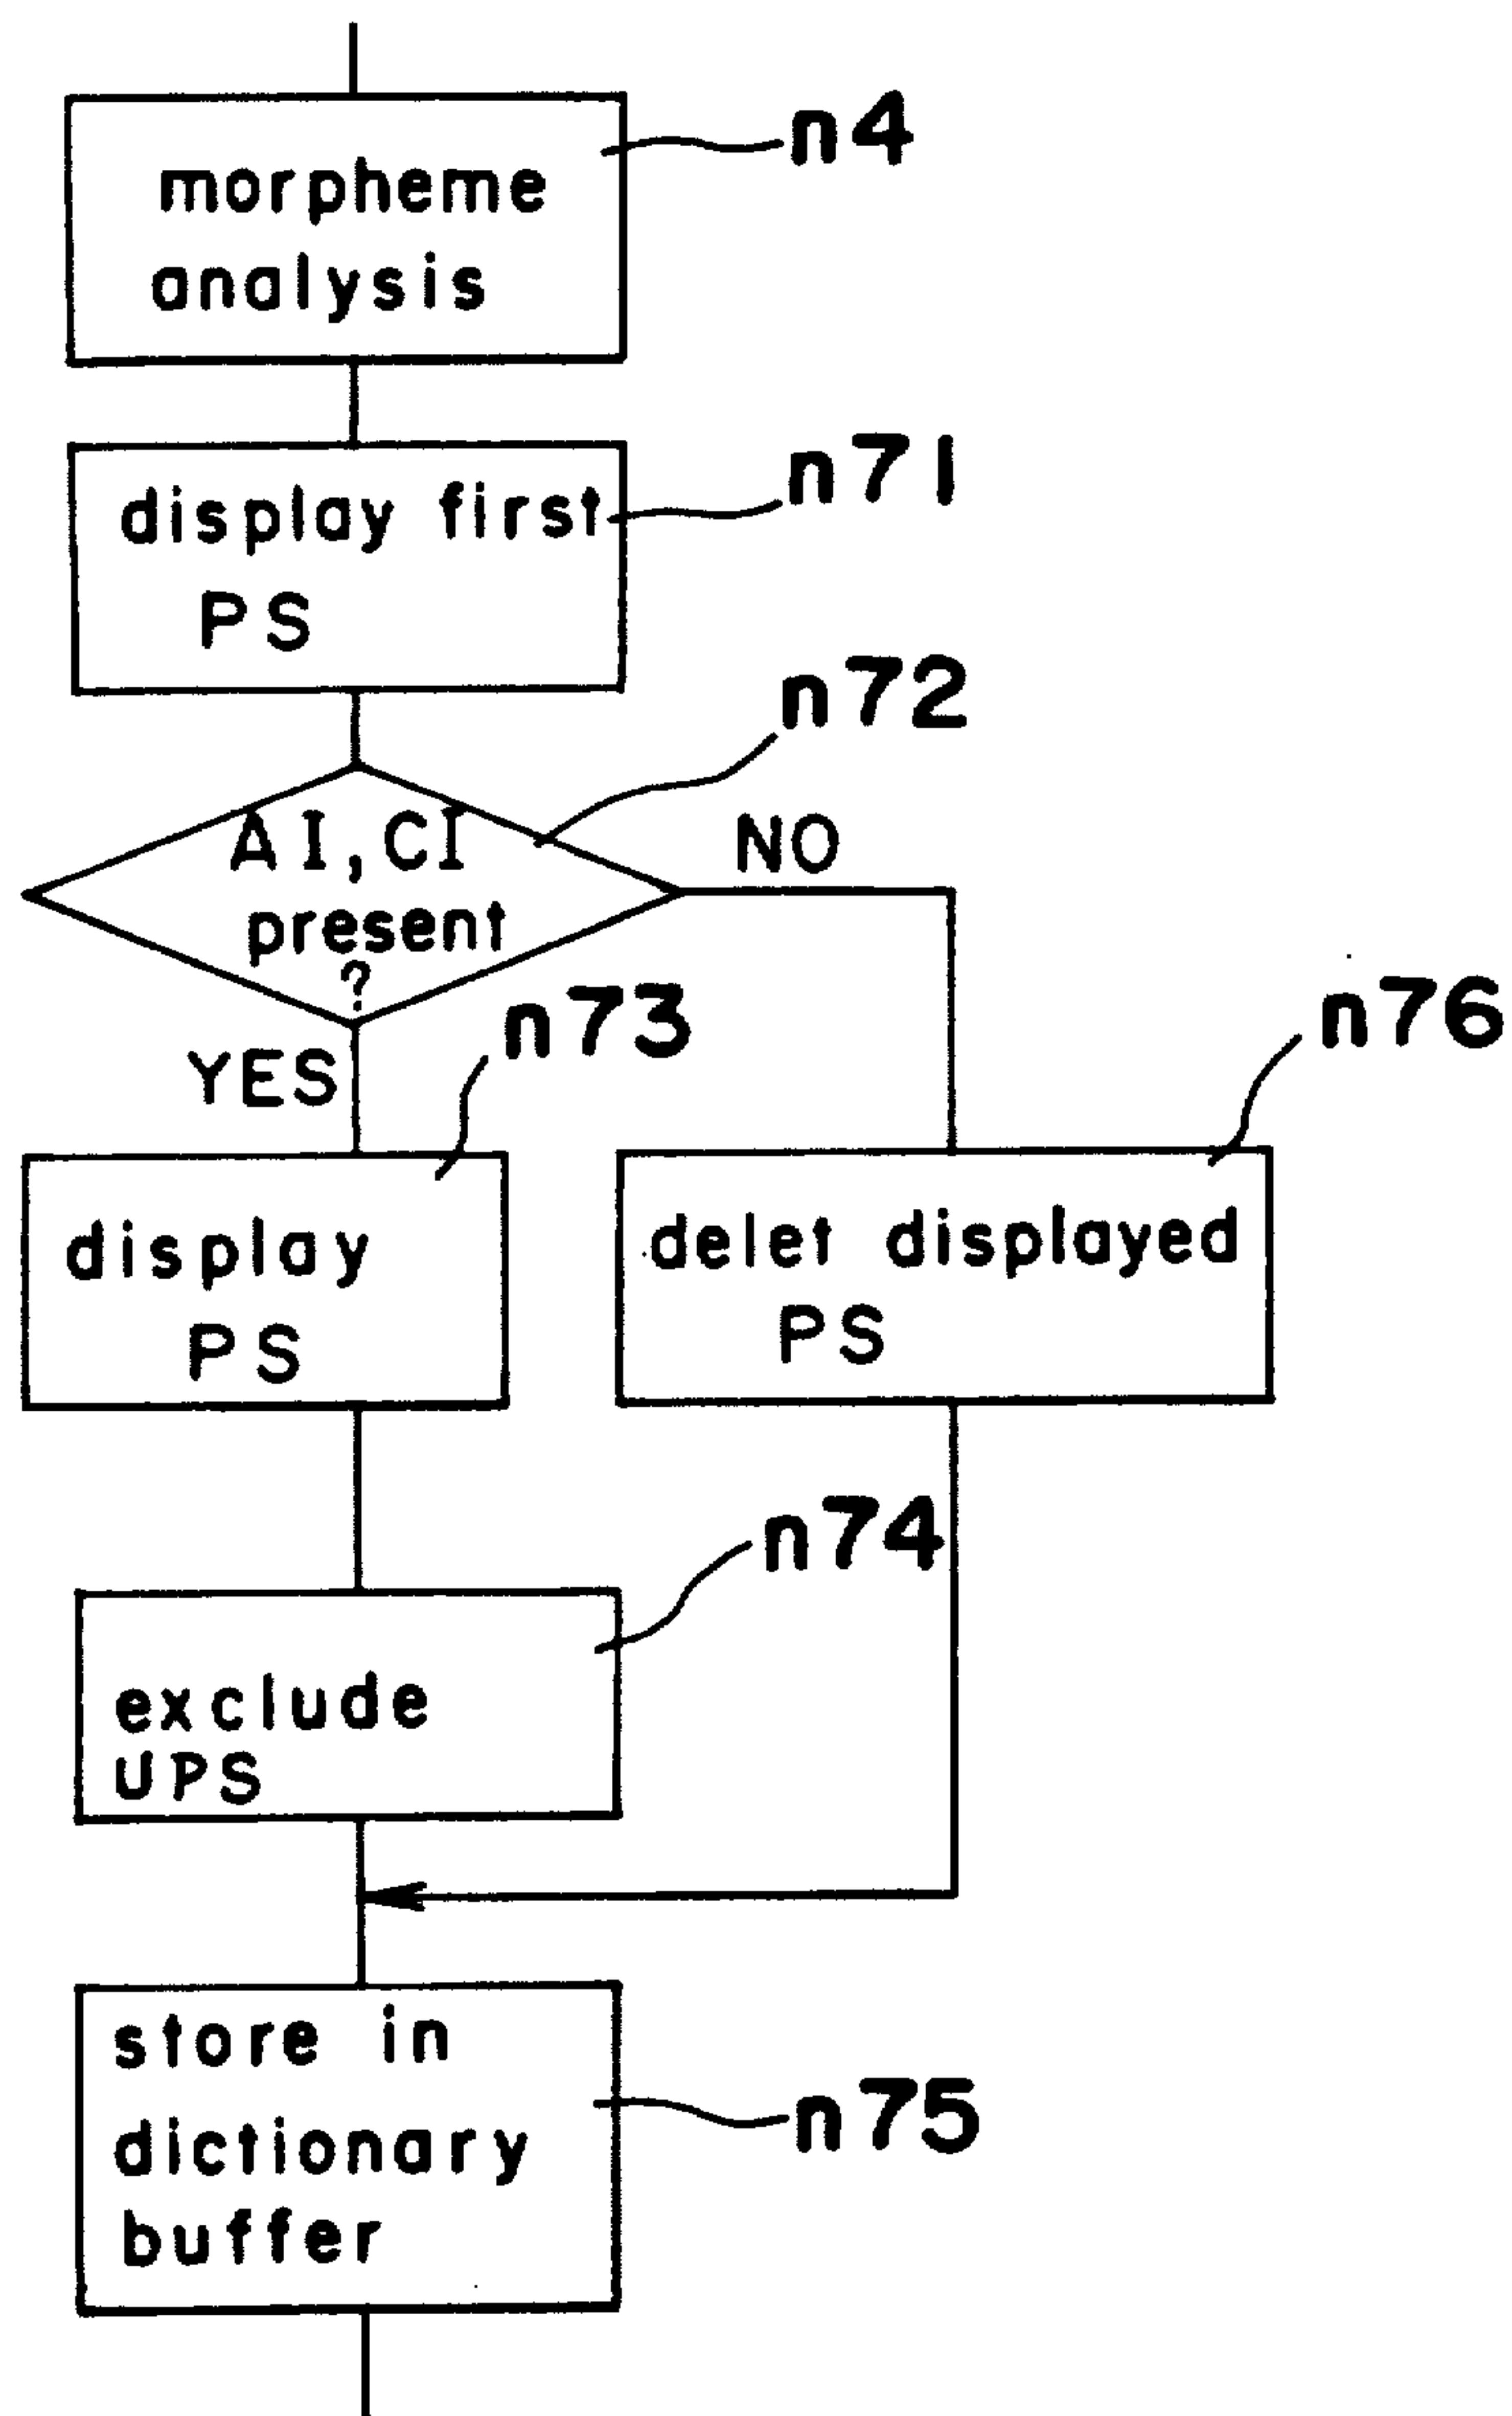 morpheme
analysis
n4
display first
PS
n71
n72
AI,CI
present
?
NO
YES
n73
display
PS
n76
delet displayed
PS
n74
exclude
UPS
store in
dictionary
buffer
n75